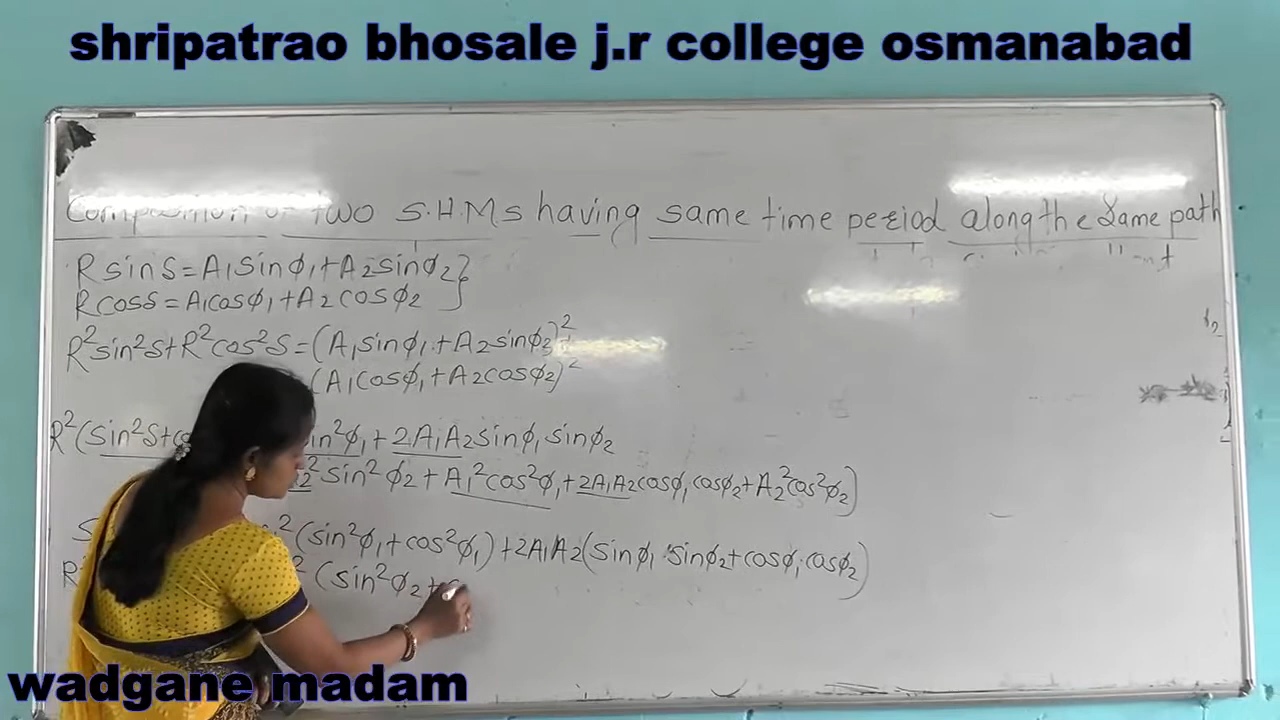 shripatrao bhosale j.r college osmanabad
Composition of two S.H.Ms having same time period along the same path
R sin δ = A₁ sin ϕ₁ + A₂ sin ϕ₂ }
R cos δ = A₁ cos ϕ₁ + A₂ cos ϕ₂ }
R² sin² δ + R² cos² δ = (A₁ sin ϕ₁ + A₂ sin ϕ₂)² +
(A₁ cos ϕ₁ + A₂ cos ϕ₂)²
R² (sin² δ + sin² ϕ₁ + 2A₁A₂ sin ϕ₁ sin ϕ₂
sin² ϕ₂ + A₁² cos² ϕ₁ + 2A₁A₂ cos ϕ₁ cos ϕ₂ + A₂² cos² ϕ₂)
(sin² ϕ₁ + cos² ϕ₁) + 2A₁A₂ (sin ϕ₁ · sin ϕ₂ + cos ϕ₁ · cos ϕ₂)
(sin² ϕ₂ +
wadgane madam